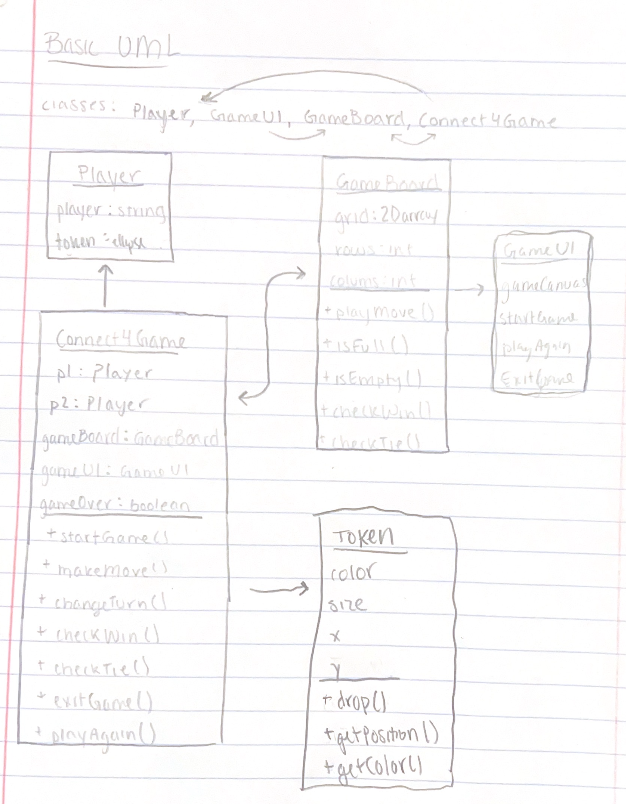 Basic UML
classes: Player, GameUI, GameBoard, Connect4Game
Player
player: string
token: ellipse
GameBoard
grid: 2Darray
rows: int
colums: int
+ playMove()
+ isFull()
+ isEmpty()
+ checkWin()
+ checkTie()
GameUI
gameCanvas
startGame
playAgain
ExitGame
Connect4Game
p1: Player
p2: Player
gameBoard: GameBoard
gameUI: GameUI
gameOver: boolean
+ startGame()
+ makeMove()
+ changeTurn()
+ checkWin()
+ checkTie()
+ exitGame()
+ playAgain()
Token
color
size
x
y
+ drop()
+ getPosition()
+ getColor()